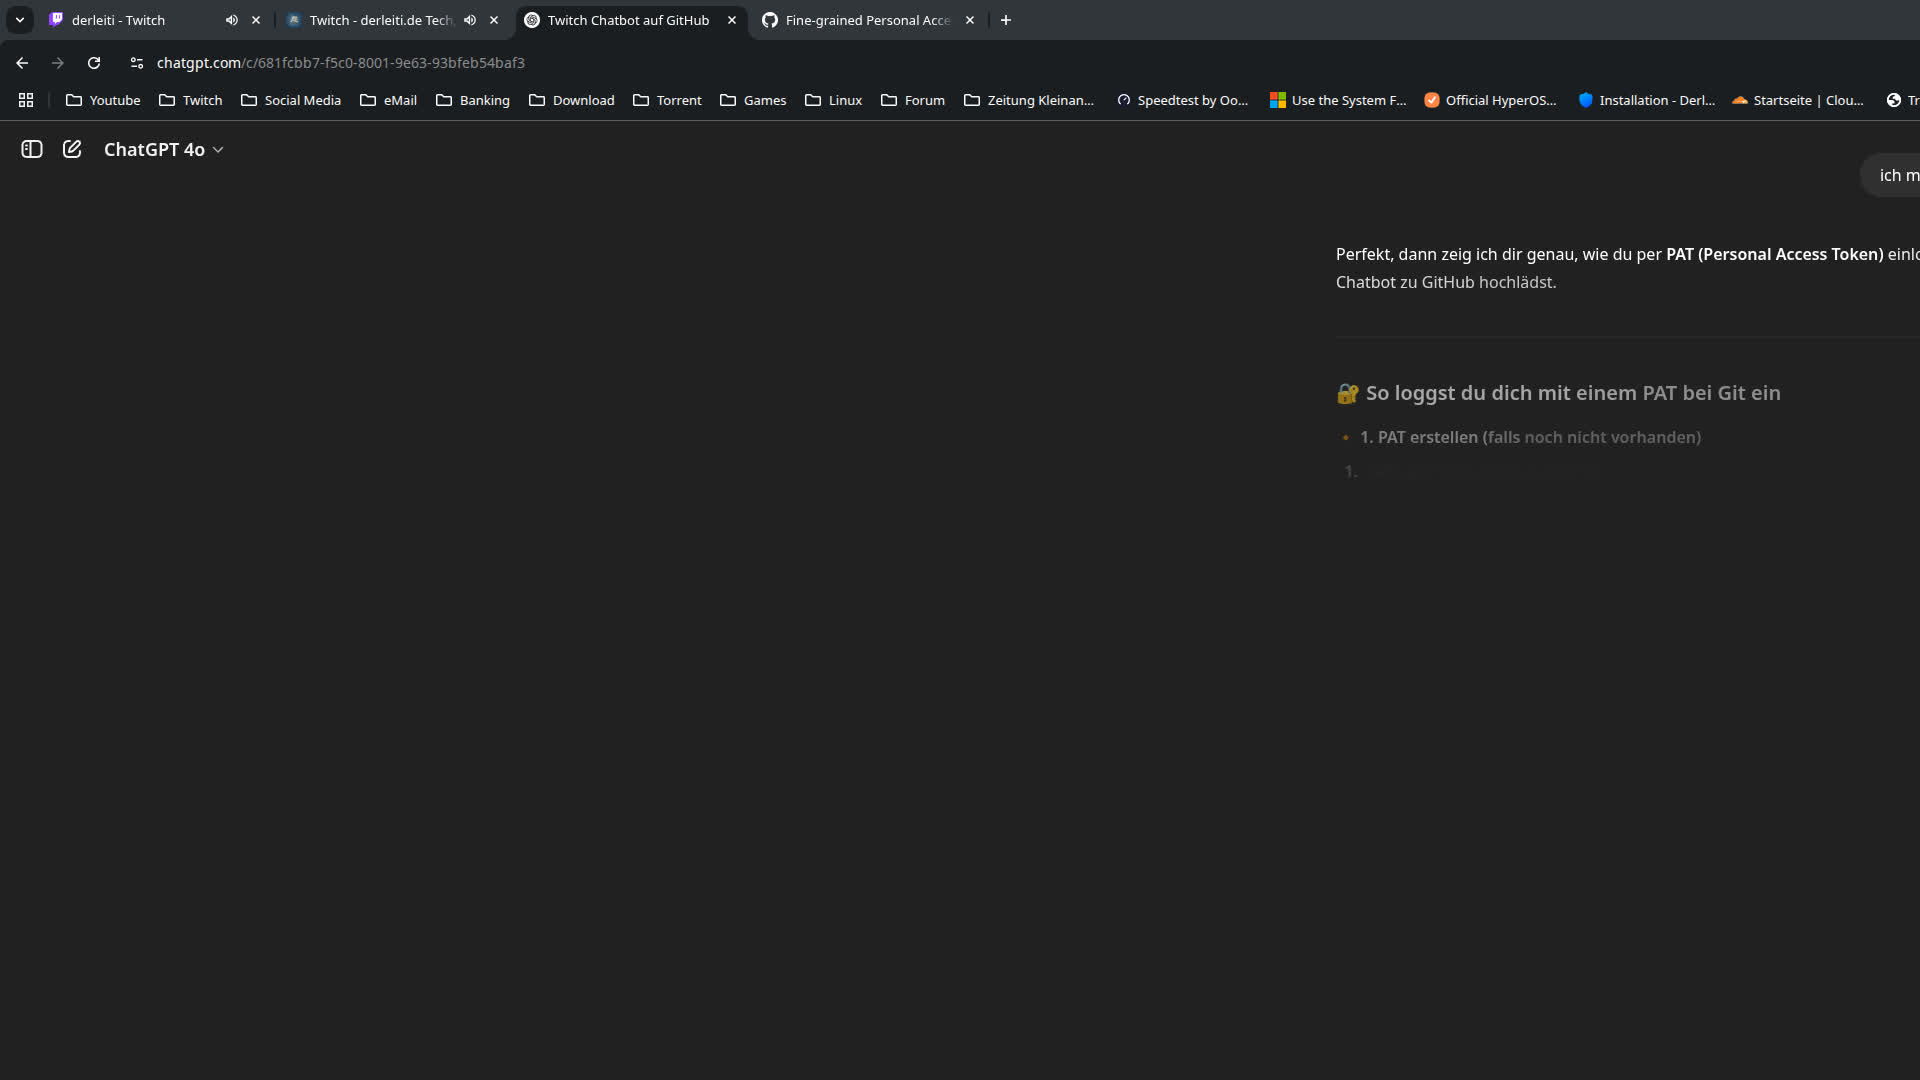 derleiti - Twitch
Twitch - derleiti.de Tech
Twitch Chatbot auf GitHub
Fine-grained Personal Acce
chatgpt.com/c/681fcbb7-f5c0-8001-9e63-93bfeb54baf3
Youtube
Twitch
Social Media
eMail
Banking
Download
Torrent
Games
Linux
Forum
Zeitung Kleinan...
Speedtest by Oo...
Use the System F...
Official HyperOS...
Installation - Derl...
Startseite | Clou...
Tr
ChatGPT 4o
ich m
Perfekt, dann zeig ich dir genau, wie du per PAT (Personal Access Token) einlo
Chatbot zu GitHub hochlädst.
🔐 So loggst du dich mit einem PAT bei Git ein
🔸 1. PAT erstellen (falls noch nicht vorhanden)
1.